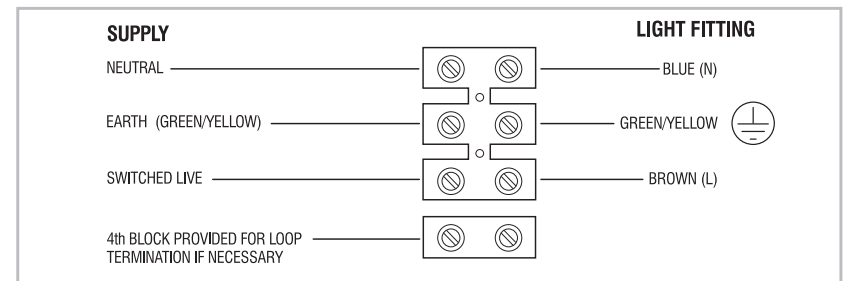 SUPPLY
LIGHT FITTING
NEUTRAL
BLUE (N)
EARTH (GREEN/YELLOW)
GREEN/YELLOW
SWITCHED LIVE
BROWN (L)
4th BLOCK PROVIDED FOR LOOP
TERMINATION IF NECESSARY